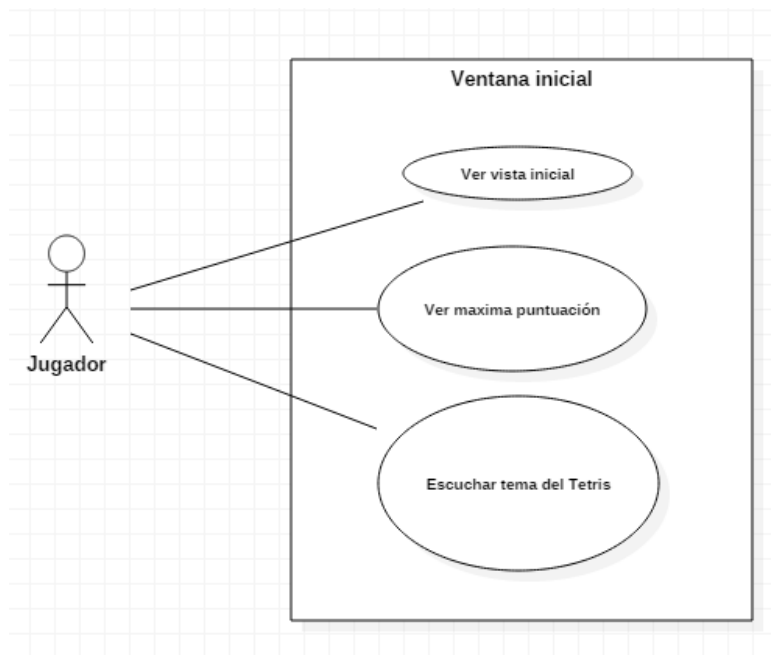 Ventana inicial
Ver vista inicial
Ver maxima puntuación
Jugador
Escuchar tema del Tetris